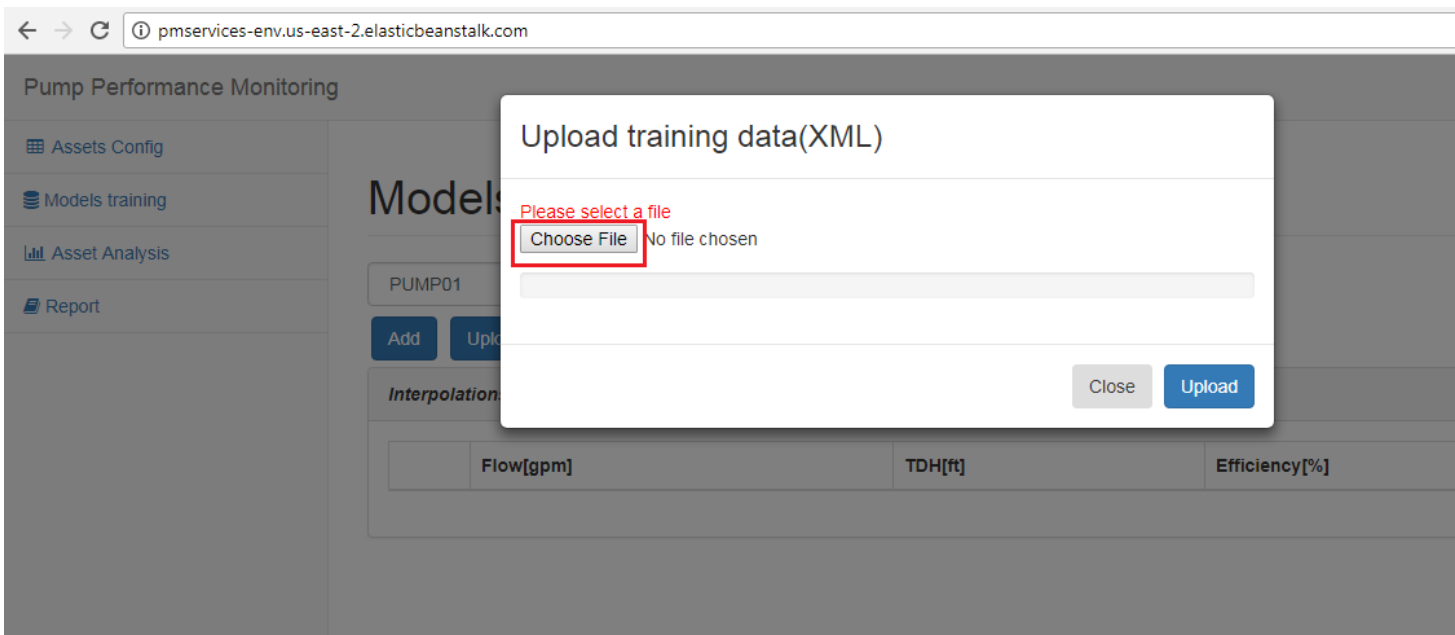 pmservices-env.us-east-2.elasticbeanstalk.com
Pump Performance Monitoring
Assets Config
Models training
Asset Analysis
Report
Upload training data(XML)
Models
Please select a file
Choose File No file chosen
PUMP01
Add Uplo
Close Upload
Interpolation
Flow[gpm] TDH[ft] Efficiency[%]